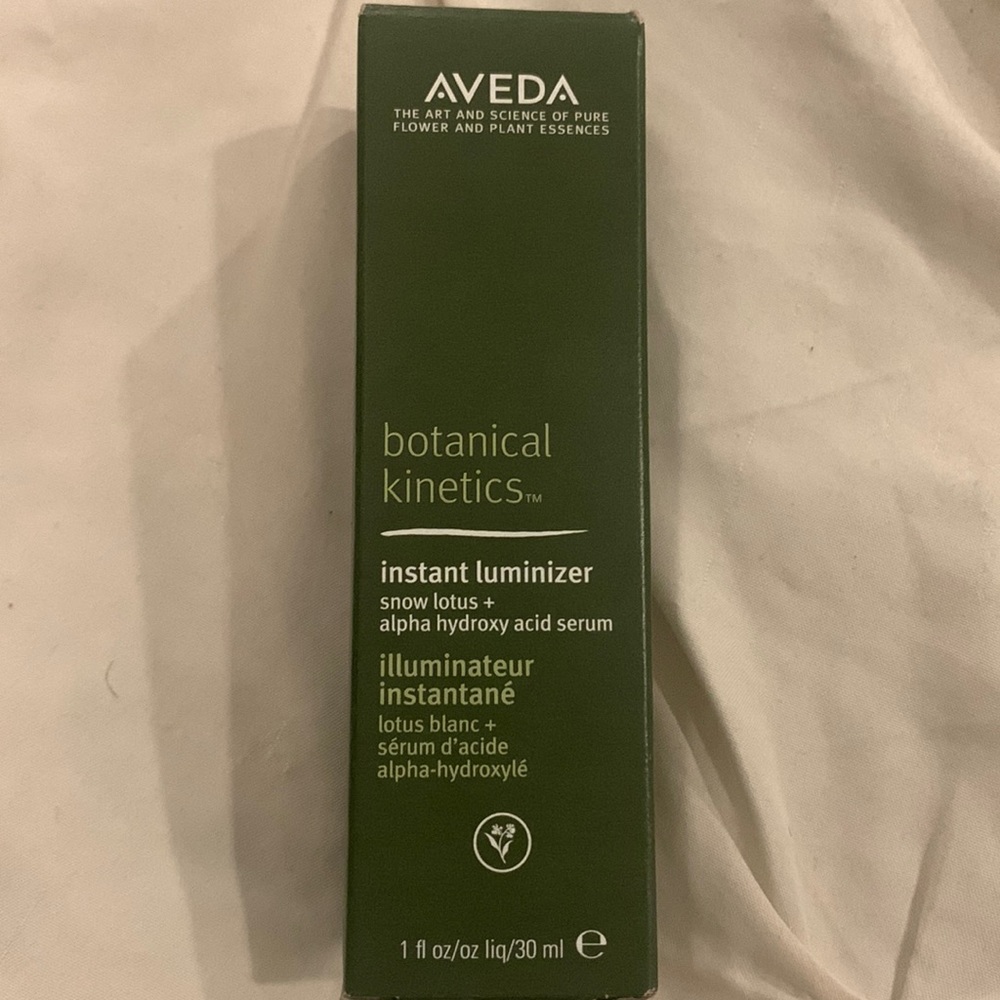 AVEDA
THE ART AND SCIENCE OF PURE
FLOWER AND PLANT ESSENCES
botanical
kinetics™
instant luminizer
snow lotus +
alpha hydroxy acid serum
illuminateur
instantané
lotus blanc +
sérum d'acide
alpha-hydroxylé
1 fl oz/oz liq/30 ml ℮